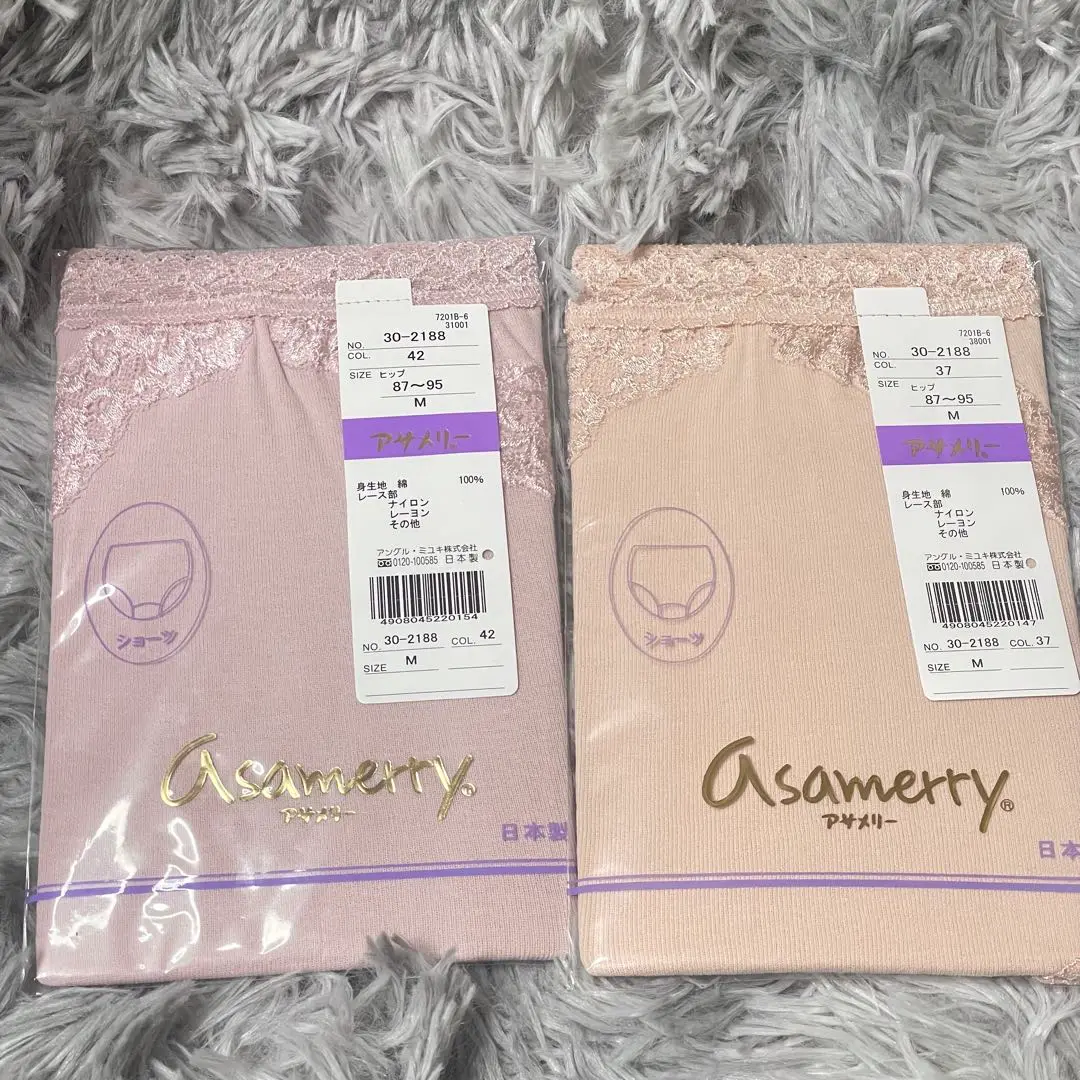 7201B-6
31001
NO. 30-2188
COL. 42
SIZE ヒップ
87〜95
M
アサメリー
身生地 綿 100%
レース部
ナイロン
レーヨン
その他
アングル・ミユキ株式会社
0120-100585 日本製
4908045220154
NO. 30-2188 COL. 42
SIZE M
ショーツ
asamerry®
アサメリー
日本製
7201B-6
38001
NO. 30-2188
COL. 37
SIZE ヒップ
87〜95
M
アサメリー
身生地 綿 100%
レース部
ナイロン
レーヨン
その他
アングル・ミユキ株式会社
0120-100585 日本製
4908045220147
NO. 30-2188 COL. 37
SIZE M
ショーツ
asamerry®
アサメリー
日本